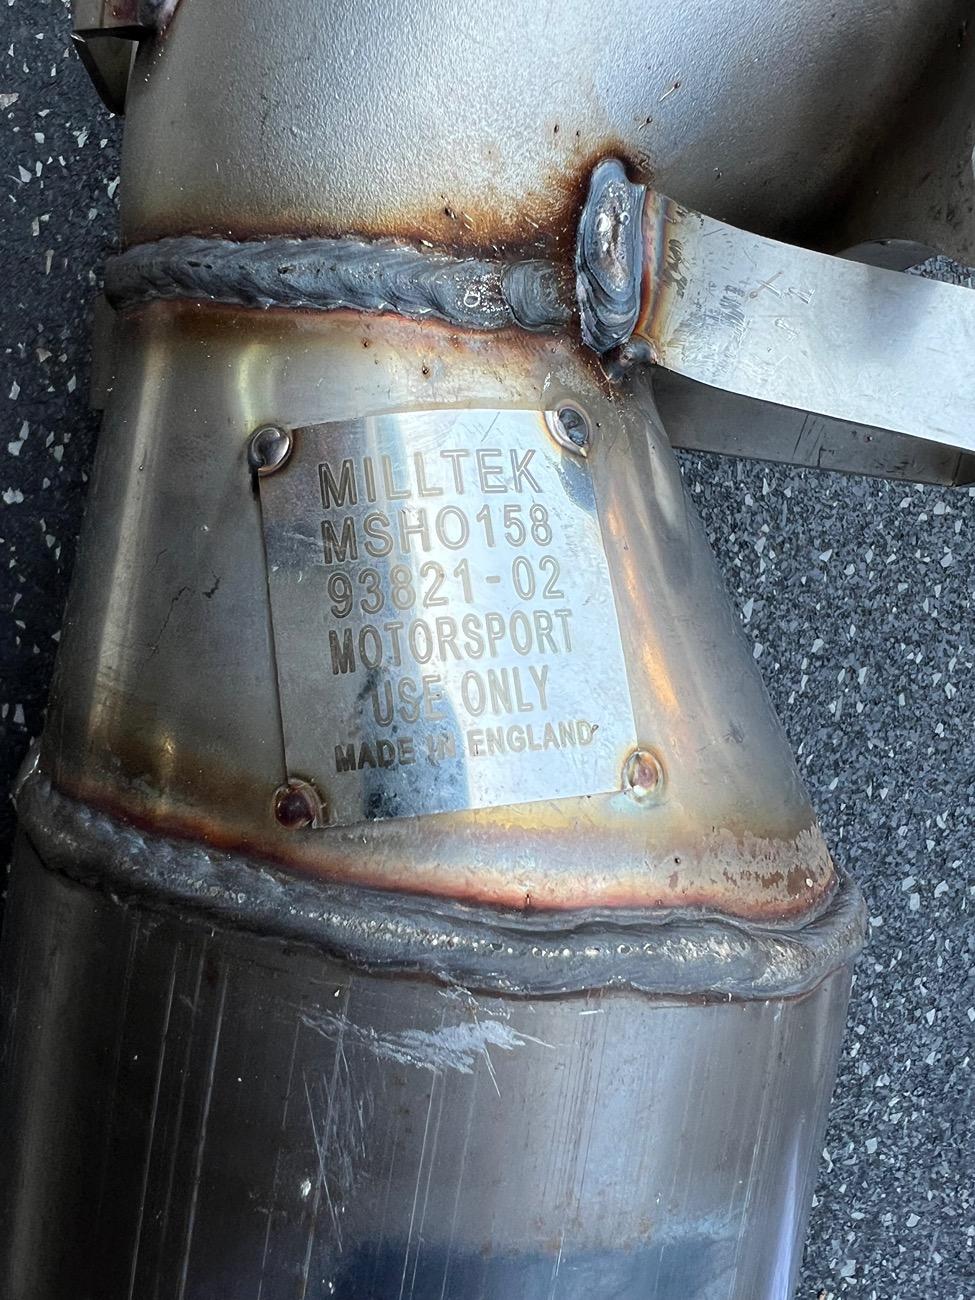 MILLTEK
MSHO158
93821-02
MOTORSPORT
USE ONLY
MADE IN ENGLAND